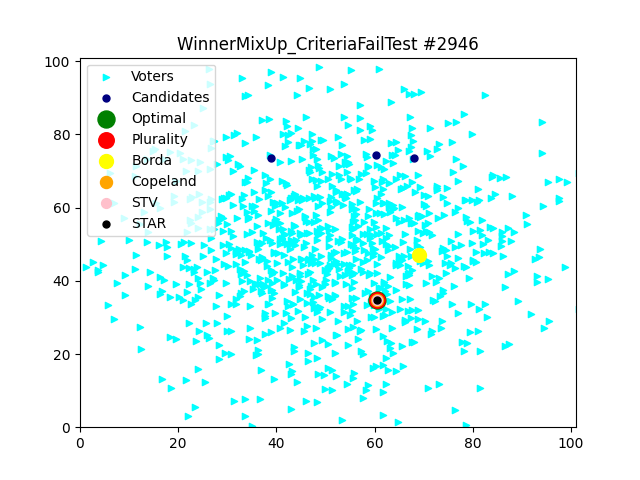 WinnerMixUp_CriteriaFailTest #2946
100
80
60
40
20
0
0 20 40 60 80 100
Voters
Candidates
Optimal
Plurality
Borda
Copeland
STV
STAR